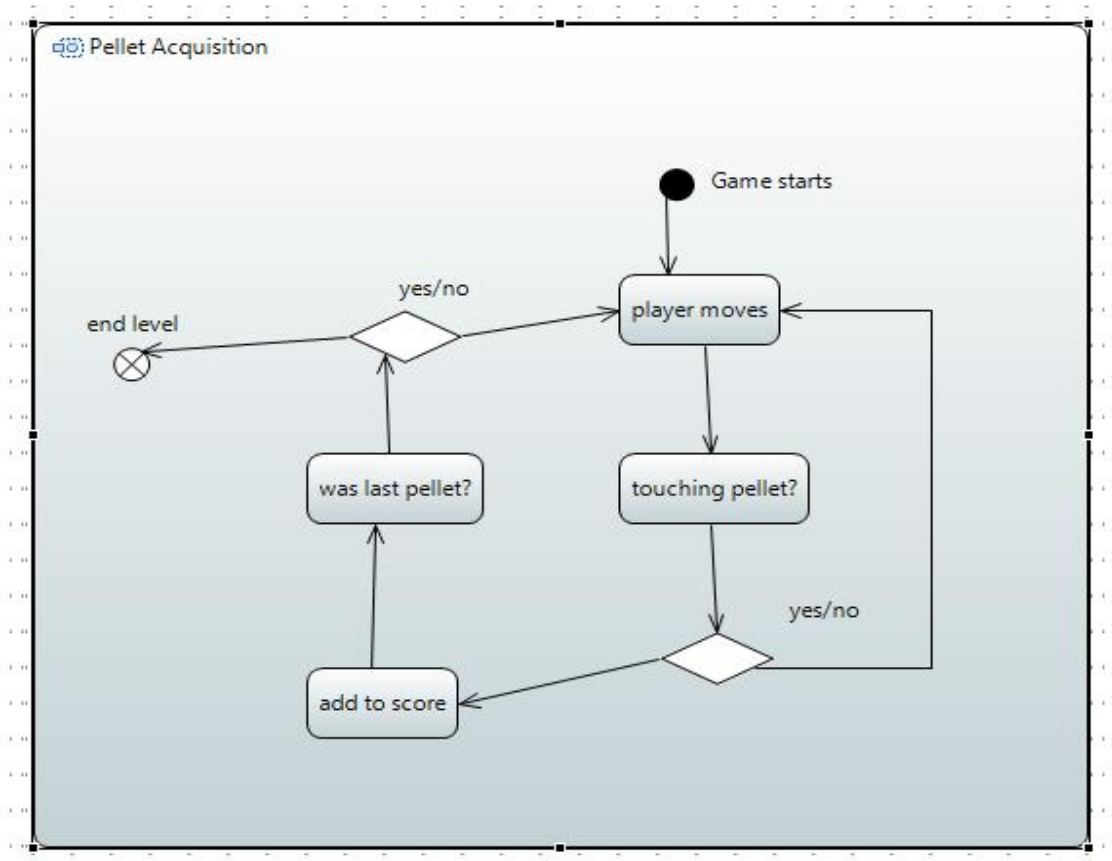 Pellet Acquisition
Game starts
yes/no
player moves
end level
was last pellet?
touching pellet?
yes/no
add to score